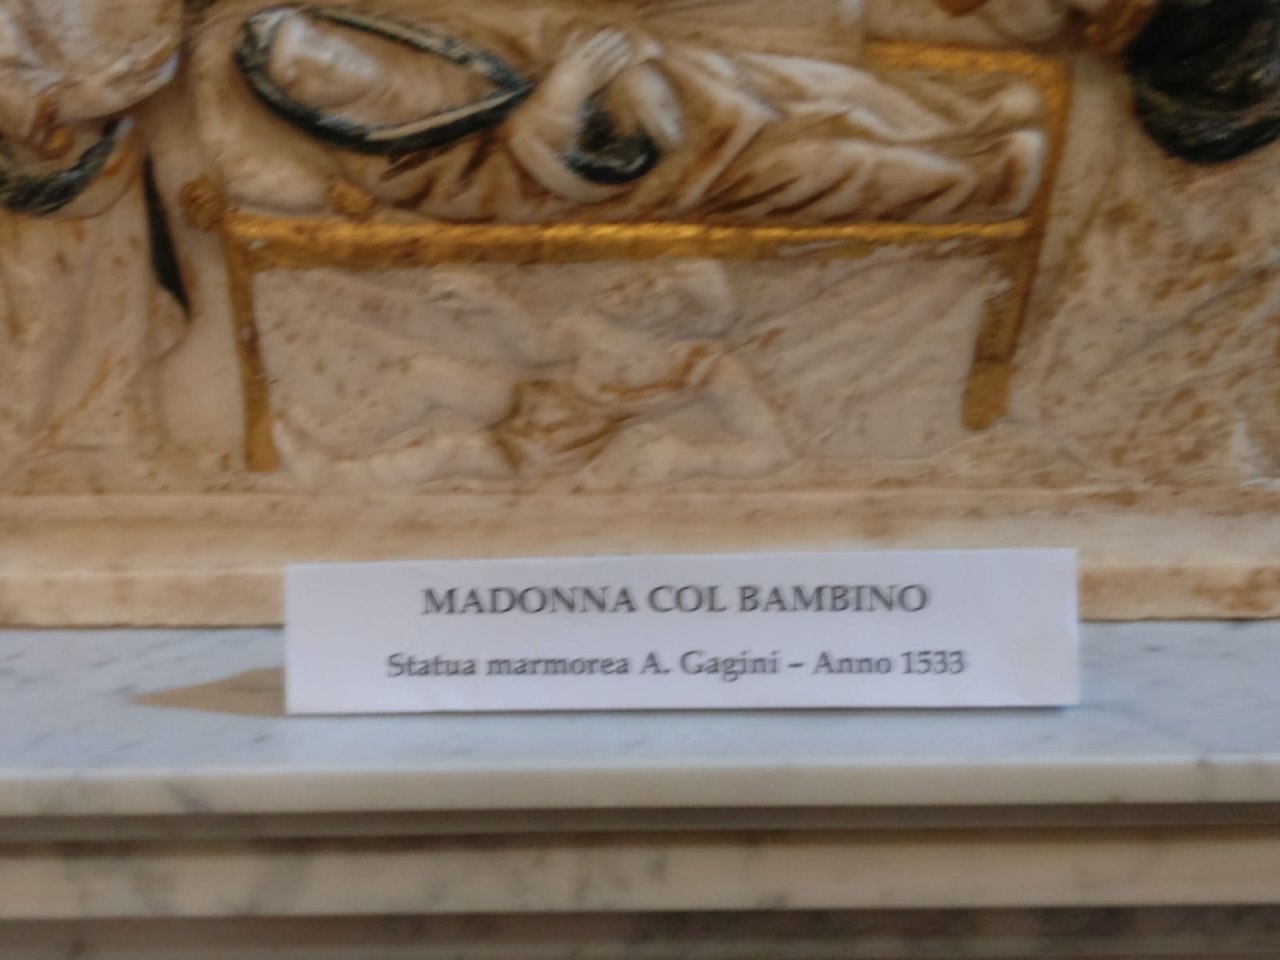 MADONNA COL BAMBINO
Statua marmorea A. Gagini – Anno 1533